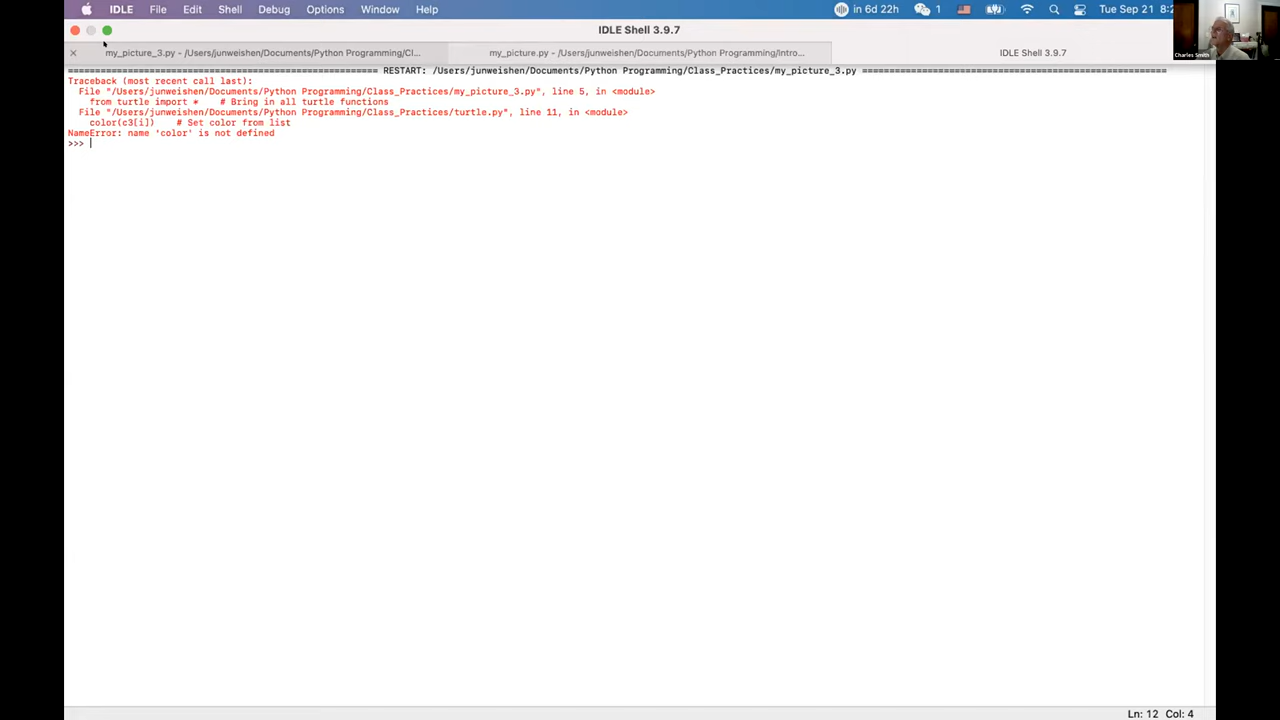 IDLE File Edit Shell Debug Options Window Help in 6d 22h 1 Tue Sep 21
IDLE Shell 3.9.7
my_picture_3.py - /Users/junweishen/Documents/Python Programming/Cl... my_picture.py - /Users/junweishen/Documents/Python Programming/Intro... IDLE Shell 3.9.7
Charles Smith
========================================================== RESTART: /Users/junweishen/Documents/Python Programming/Class_Practices/my_picture_3.py =========================================================
Traceback (most recent call last):
File "/Users/junweishen/Documents/Python Programming/Class_Practices/my_picture_3.py", line 5, in <module>
from turtle import * # Bring in all turtle functions
File "/Users/junweishen/Documents/Python Programming/Class_Practices/turtle.py", line 11, in <module>
color(c3[i]) # Set color from list
NameError: name 'color' is not defined
>>>
Ln: 12 Col: 4